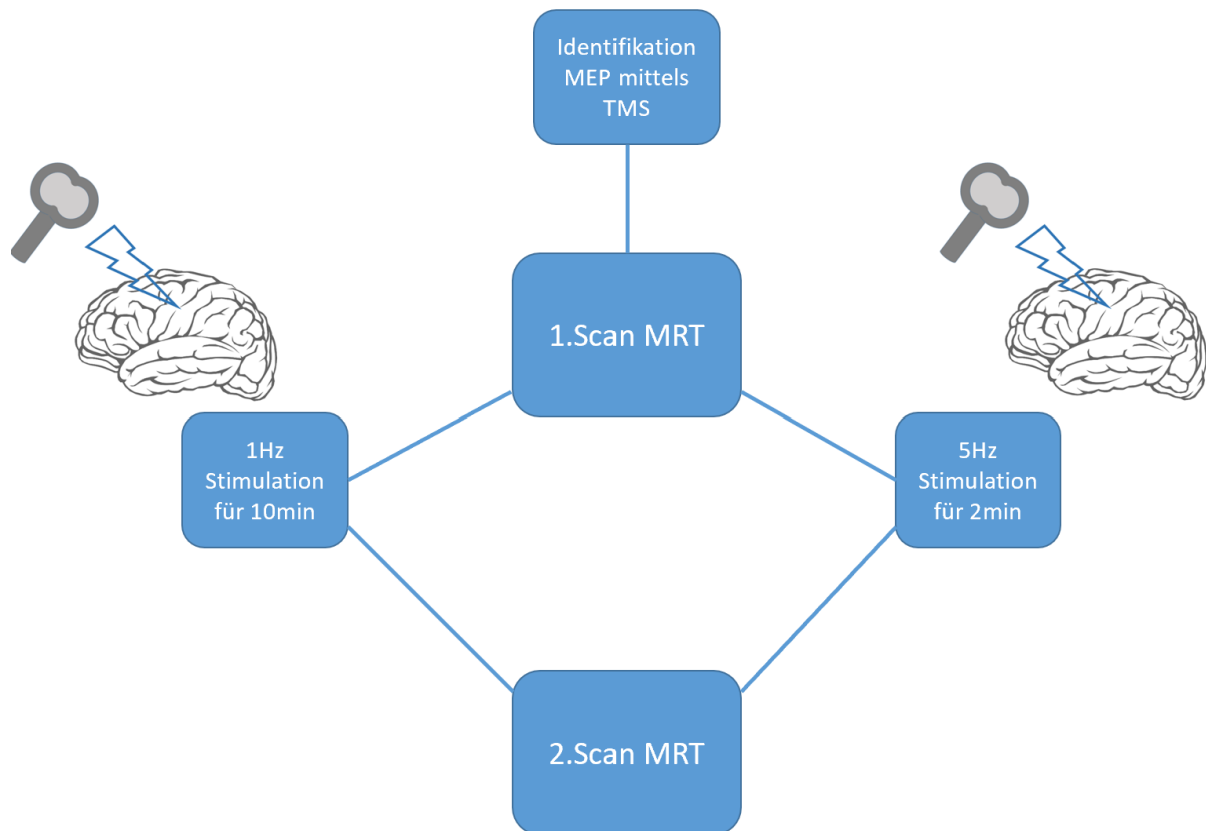 Identifikation
MEP mittels
TMS
1.Scan MRT
1Hz
Stimulation
für 10min
5Hz
Stimulation
für 2min
2.Scan MRT